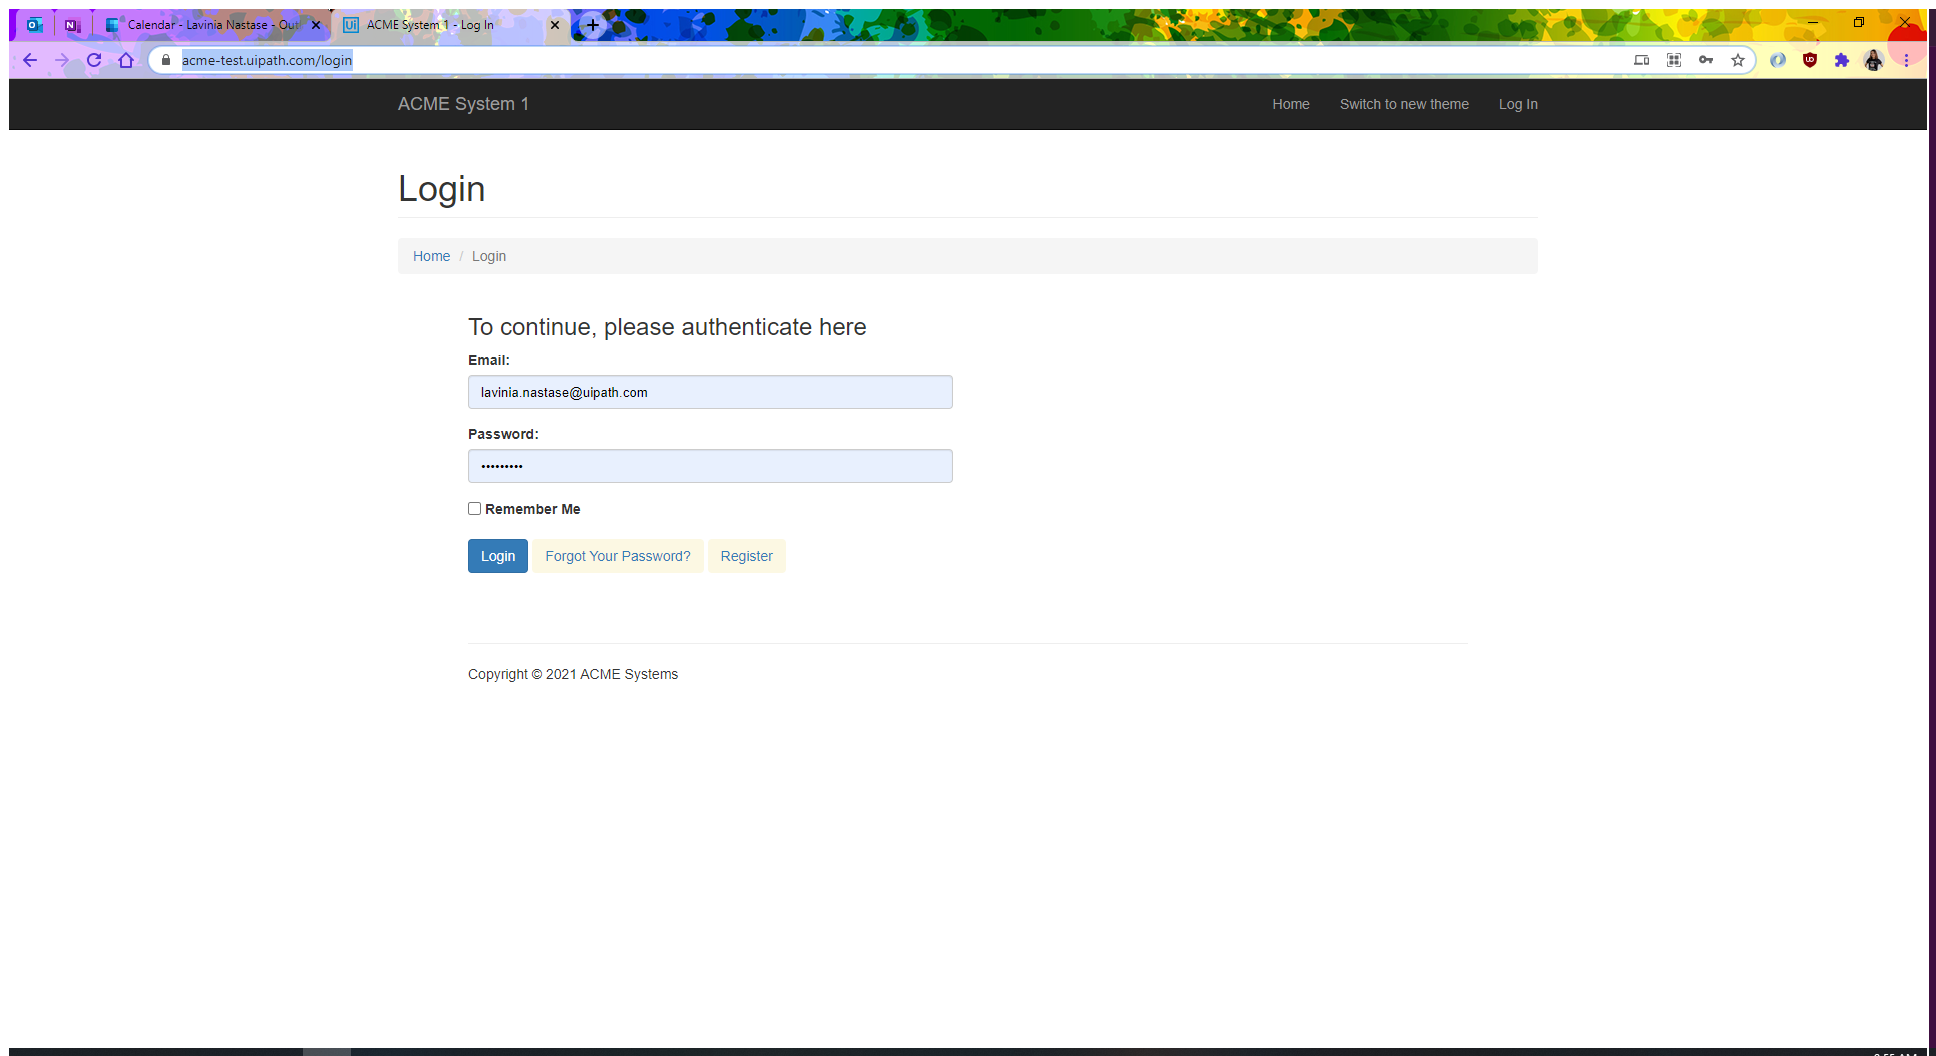 Calendar - Lavinia Nastase - Out
ACME System 1 - Log In
acme-test.uipath.com/login
ACME System 1
Home
Switch to new theme
Log In
Login
Home / Login
To continue, please authenticate here
Email:
lavinia.nastase@uipath.com
Password:
•••••••••
Remember Me
Login
Forgot Your Password?
Register
Copyright © 2021 ACME Systems